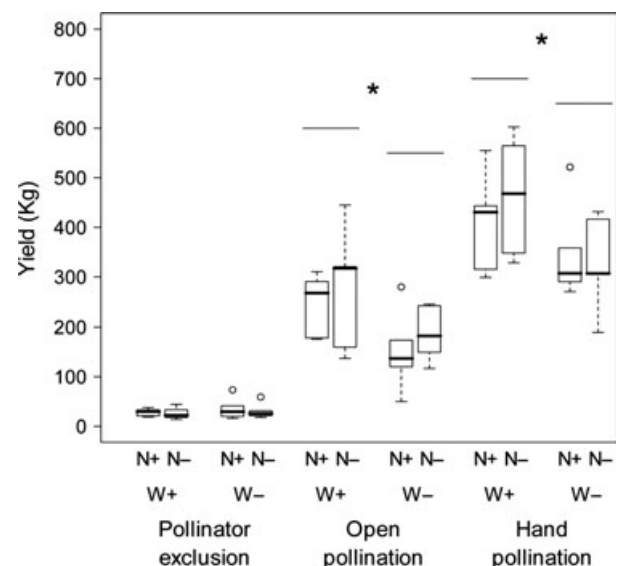 800
700
600
500
400
300
200
100
0
Yield (Kg)
*
*
N+ N– N+ N– N+ N– N+ N– N+ N– N+ N–
W+ W– W+ W– W+ W–
Pollinator exclusion
Open pollination
Hand pollination